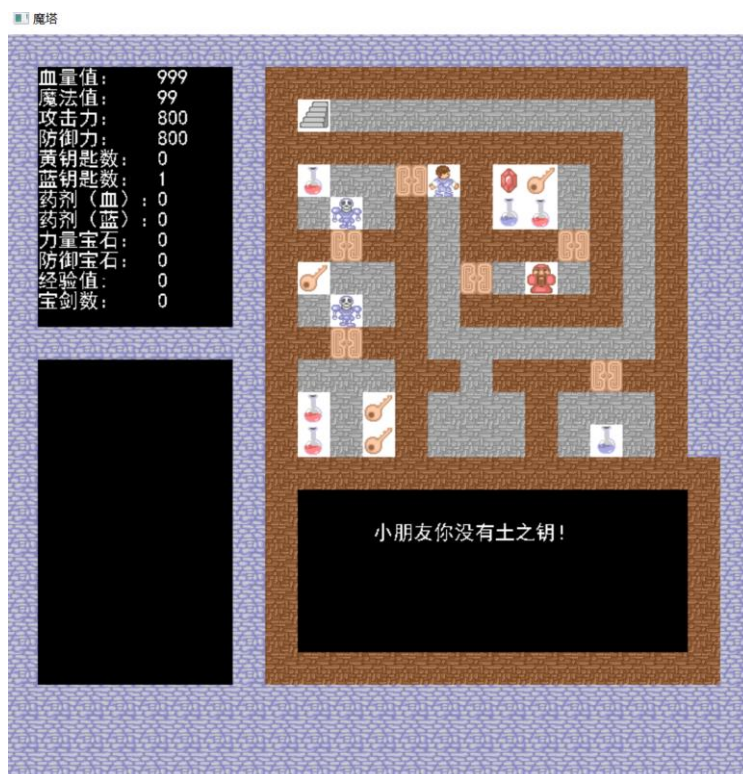 魔塔
血量值: 999
魔法值: 99
攻击力: 800
防御力: 800
黄钥匙数: 0
蓝钥匙数: 1
药剂（血）:0
药剂（蓝）:0
力量宝石: 0
防御宝石: 0
经验值: 0
宝剑数: 0
小朋友你没有土之钥!